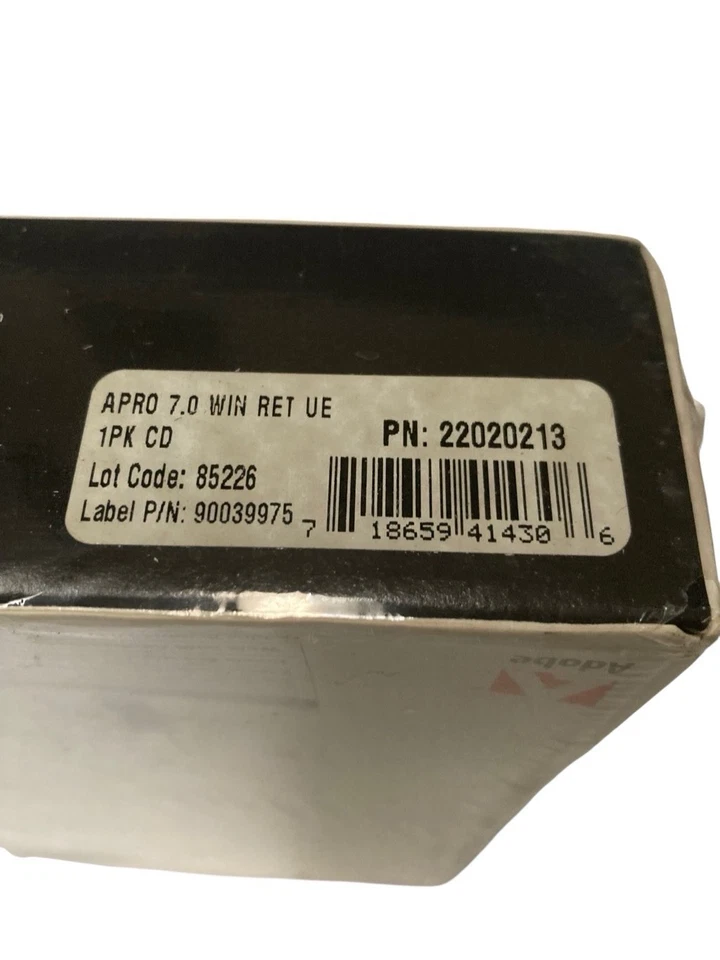 APRO 7.0 WIN RET UE
1PK CD
PN: 22020213
Lot Code: 85226
Label P/N: 90039975
7 18659 41430 6
Adobe